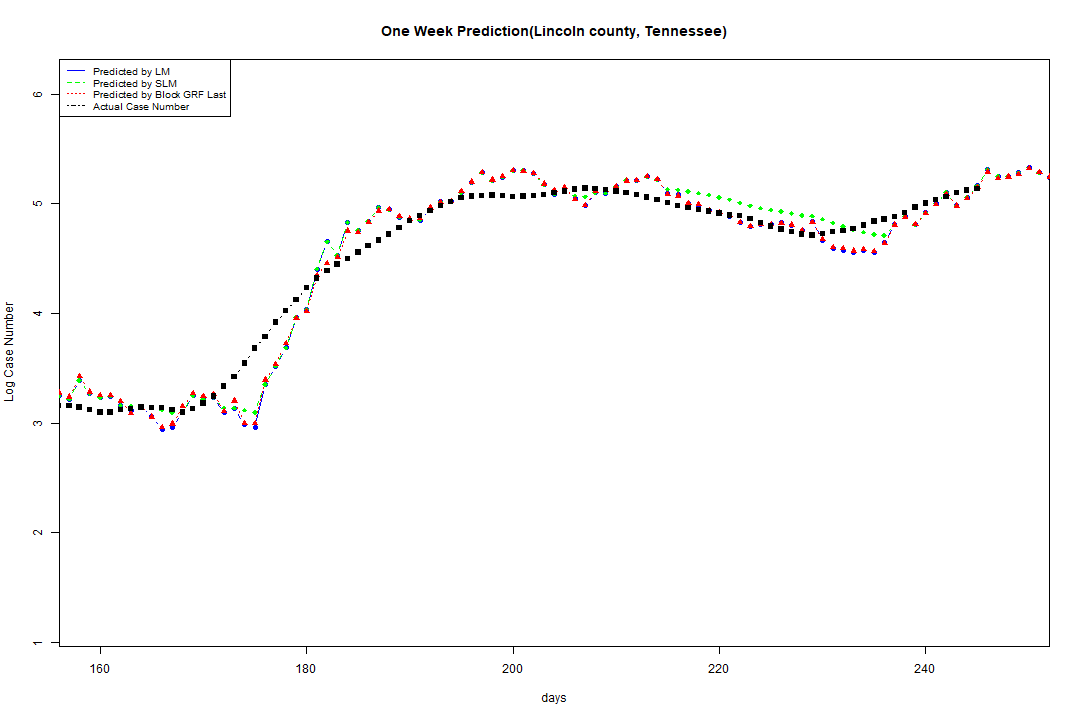 One Week Prediction(Lincoln county, Tennessee)
Predicted by LM
Predicted by SLM
Predicted by Block GRF Last
Actual Case Number
6
5
4
3
2
1
Log Case Number
160 180 200 220 240
days